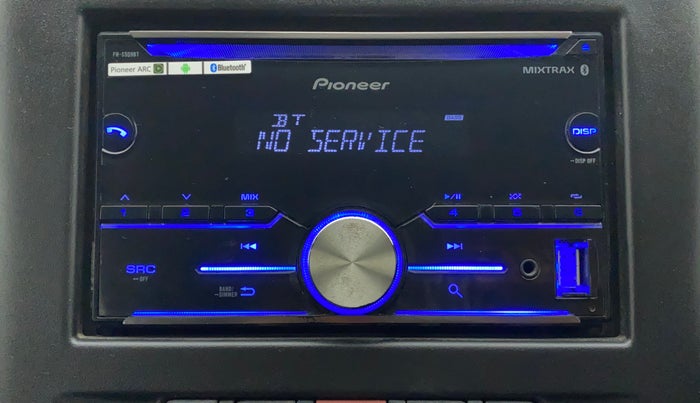 Pioneer ARC
Bluetooth
Pioneer
MIXTRAX
BT
NO SERVICE
DISP
DISP OFF
MIX
1
2
3
4
5
6
SRC
OFF
BAND/
DIMMER